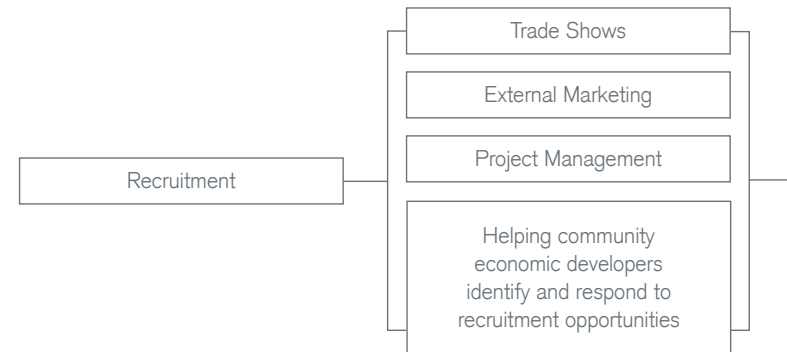 Trade Shows
External Marketing
Project Management
Recruitment
Helping community
economic developers
identify and respond to
recruitment opportunities